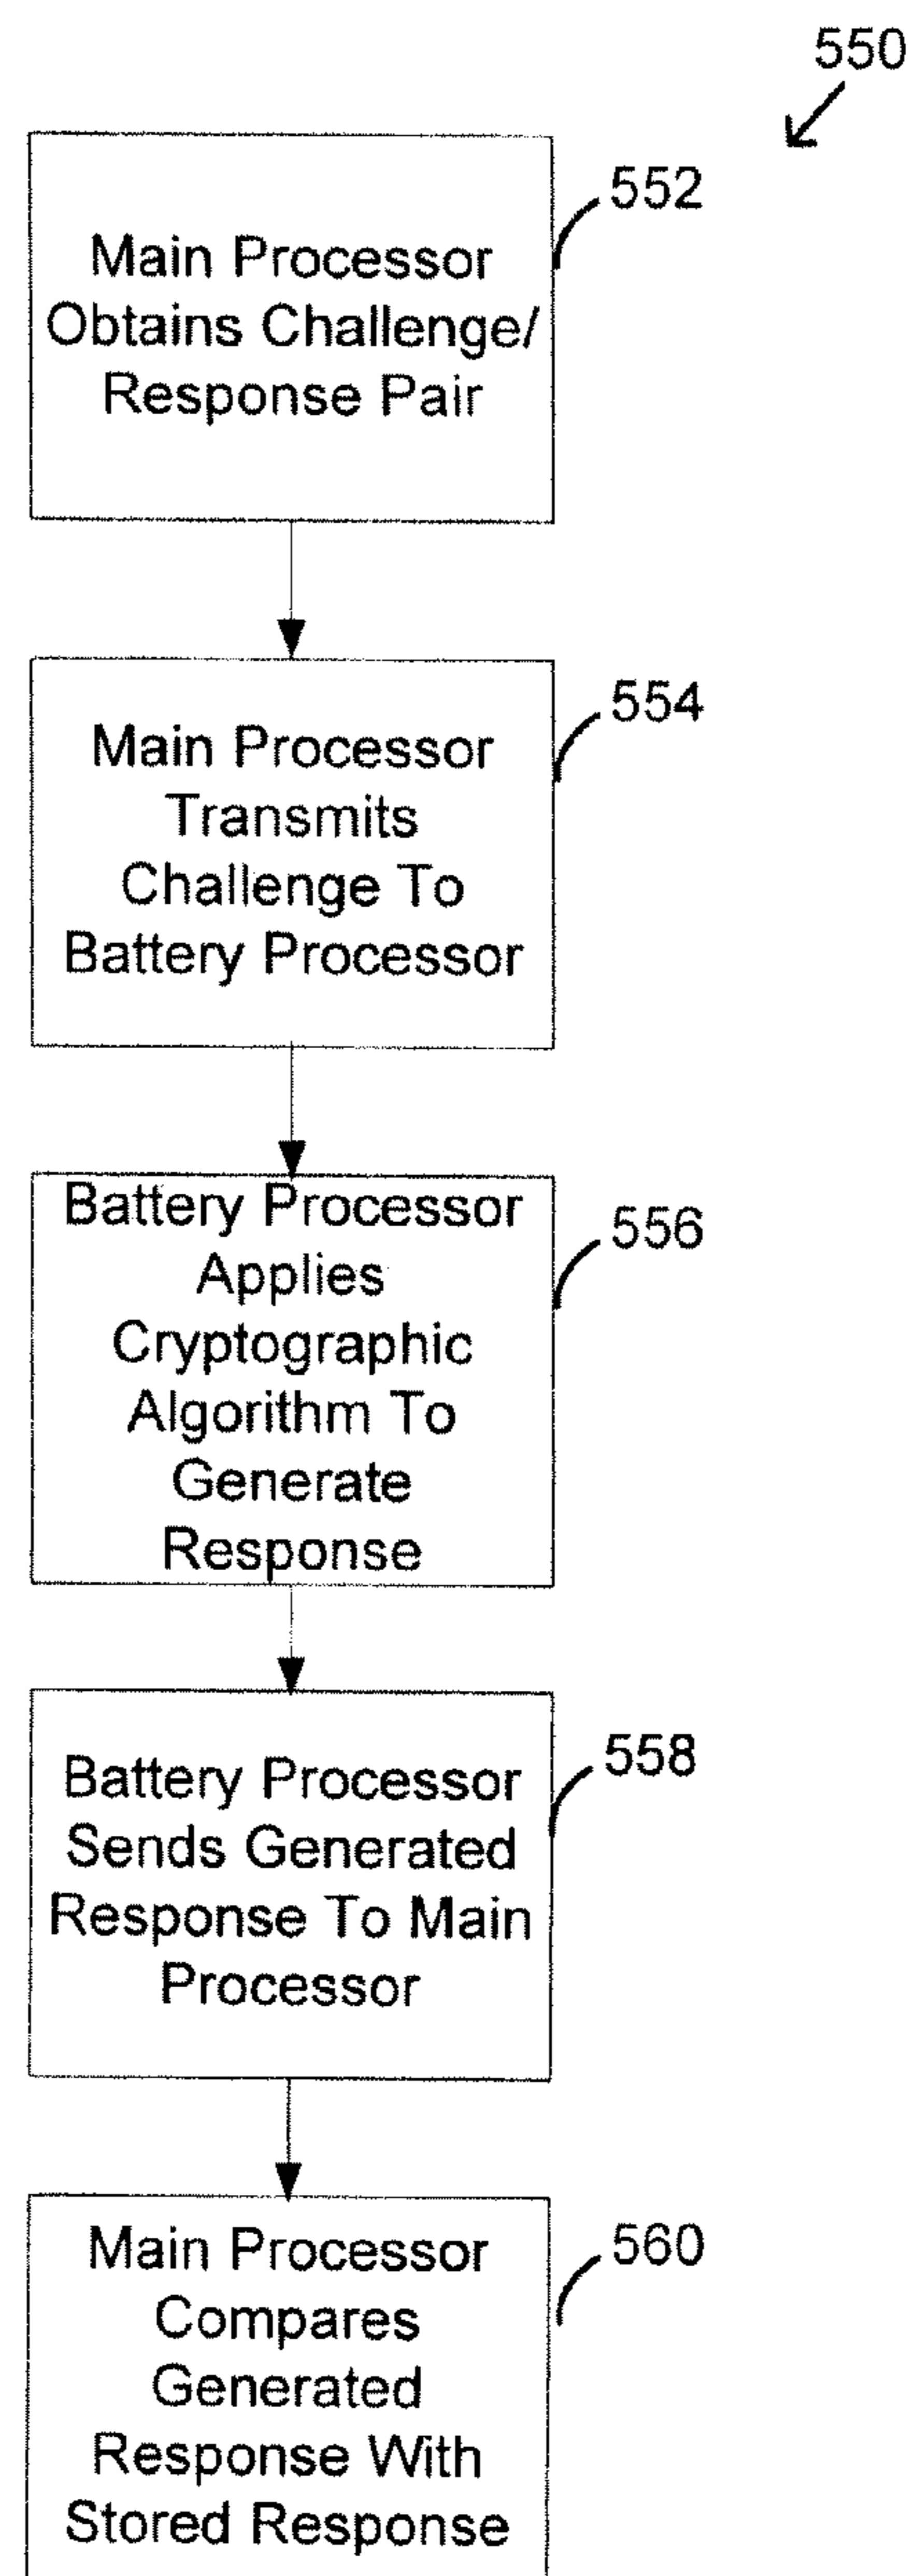 550
552
Main Processor
Obtains Challenge/
Response Pair
554
Main Processor
Transmits
Challenge To
Battery Processor
556
Battery Processor
Applies
Cryptographic
Algorithm To
Generate
Response
558
Battery Processor
Sends Generated
Response To Main
Processor
560
Main Processor
Compares
Generated
Response With
Stored Response